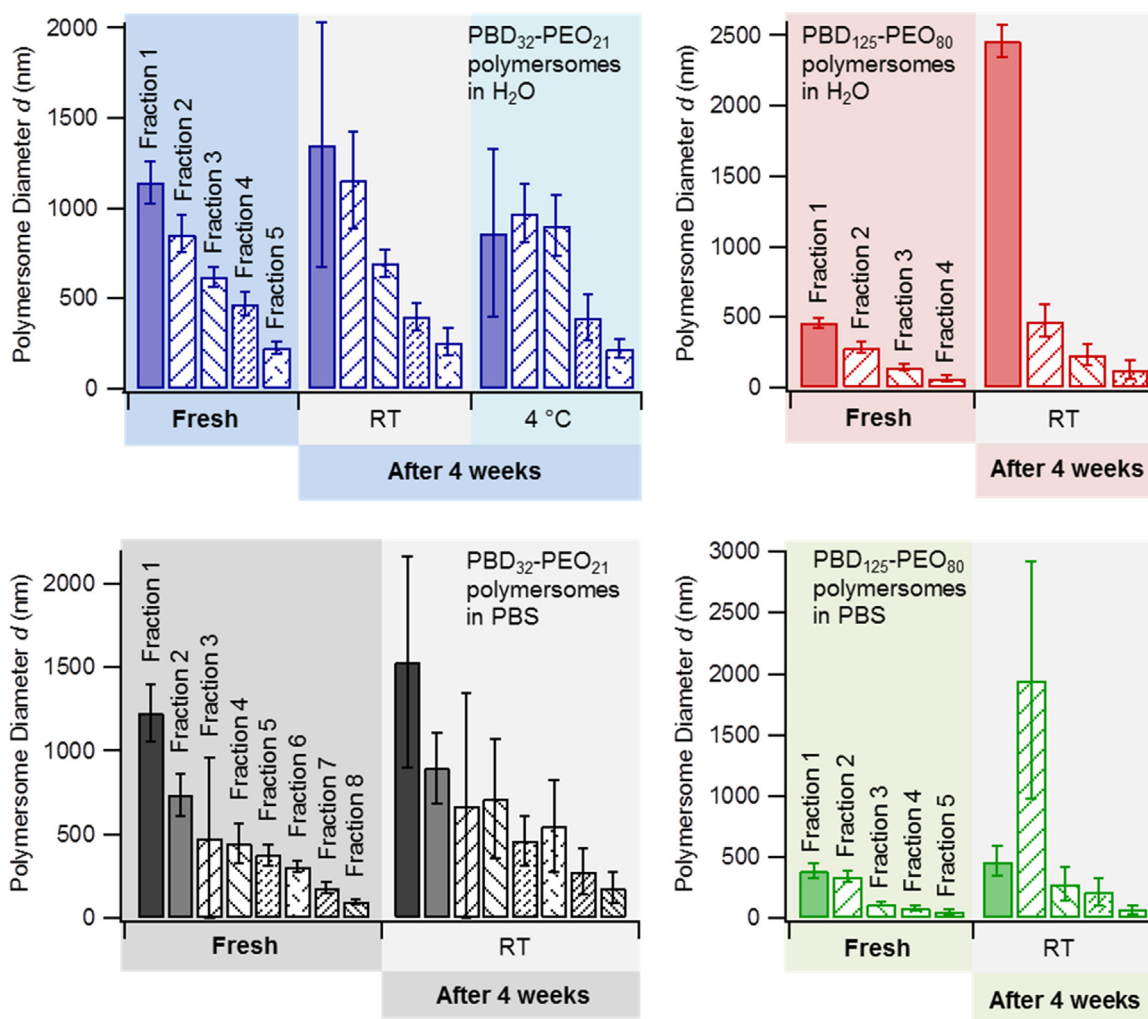 Polymersome Diameter d (nm)
2000
1500
1000
500
0
Fraction 1
Fraction 2
Fraction 3
Fraction 4
Fraction 5
PBD₃₂-PEO₂₁
polymersomes
in H₂O
Fresh
RT
4 °C
After 4 weeks
Polymersome Diameter d (nm)
2500
2000
1500
1000
500
0
PBD₁₂₅-PEO₈₀
polymersomes
in H₂O
Fraction 1
Fraction 2
Fraction 3
Fraction 4
Fresh
RT
After 4 weeks
Polymersome Diameter d (nm)
2000
1500
1000
500
0
Fraction 1
Fraction 2
Fraction 3
Fraction 4
Fraction 5
Fraction 6
Fraction 7
Fraction 8
PBD₃₂-PEO₂₁
polymersomes
in PBS
Fresh
RT
After 4 weeks
Polymersome Diameter d (nm)
3000
2500
2000
1500
1000
500
0
PBD₁₂₅-PEO₈₀
polymersomes
in PBS
Fraction 1
Fraction 2
Fraction 3
Fraction 4
Fraction 5
Fresh
RT
After 4 weeks